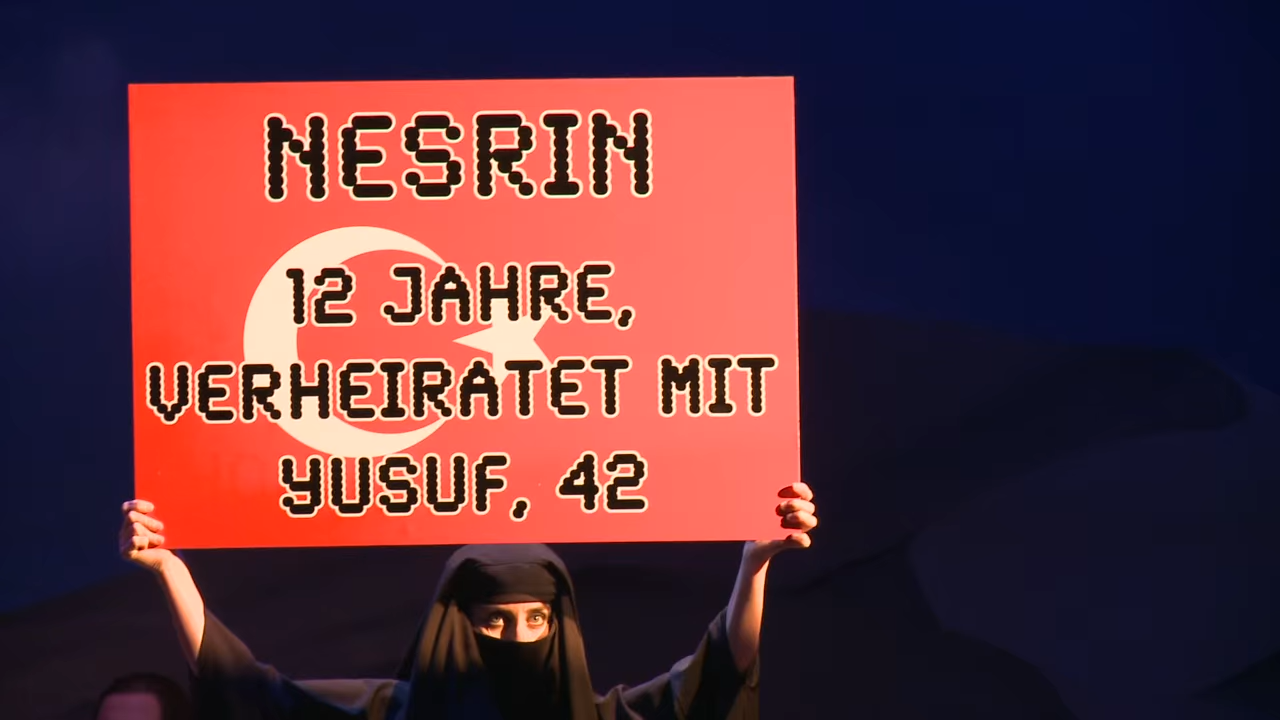 NESRIN
12 JAHRE,
VERHEIRATET MIT
YUSUF, 42